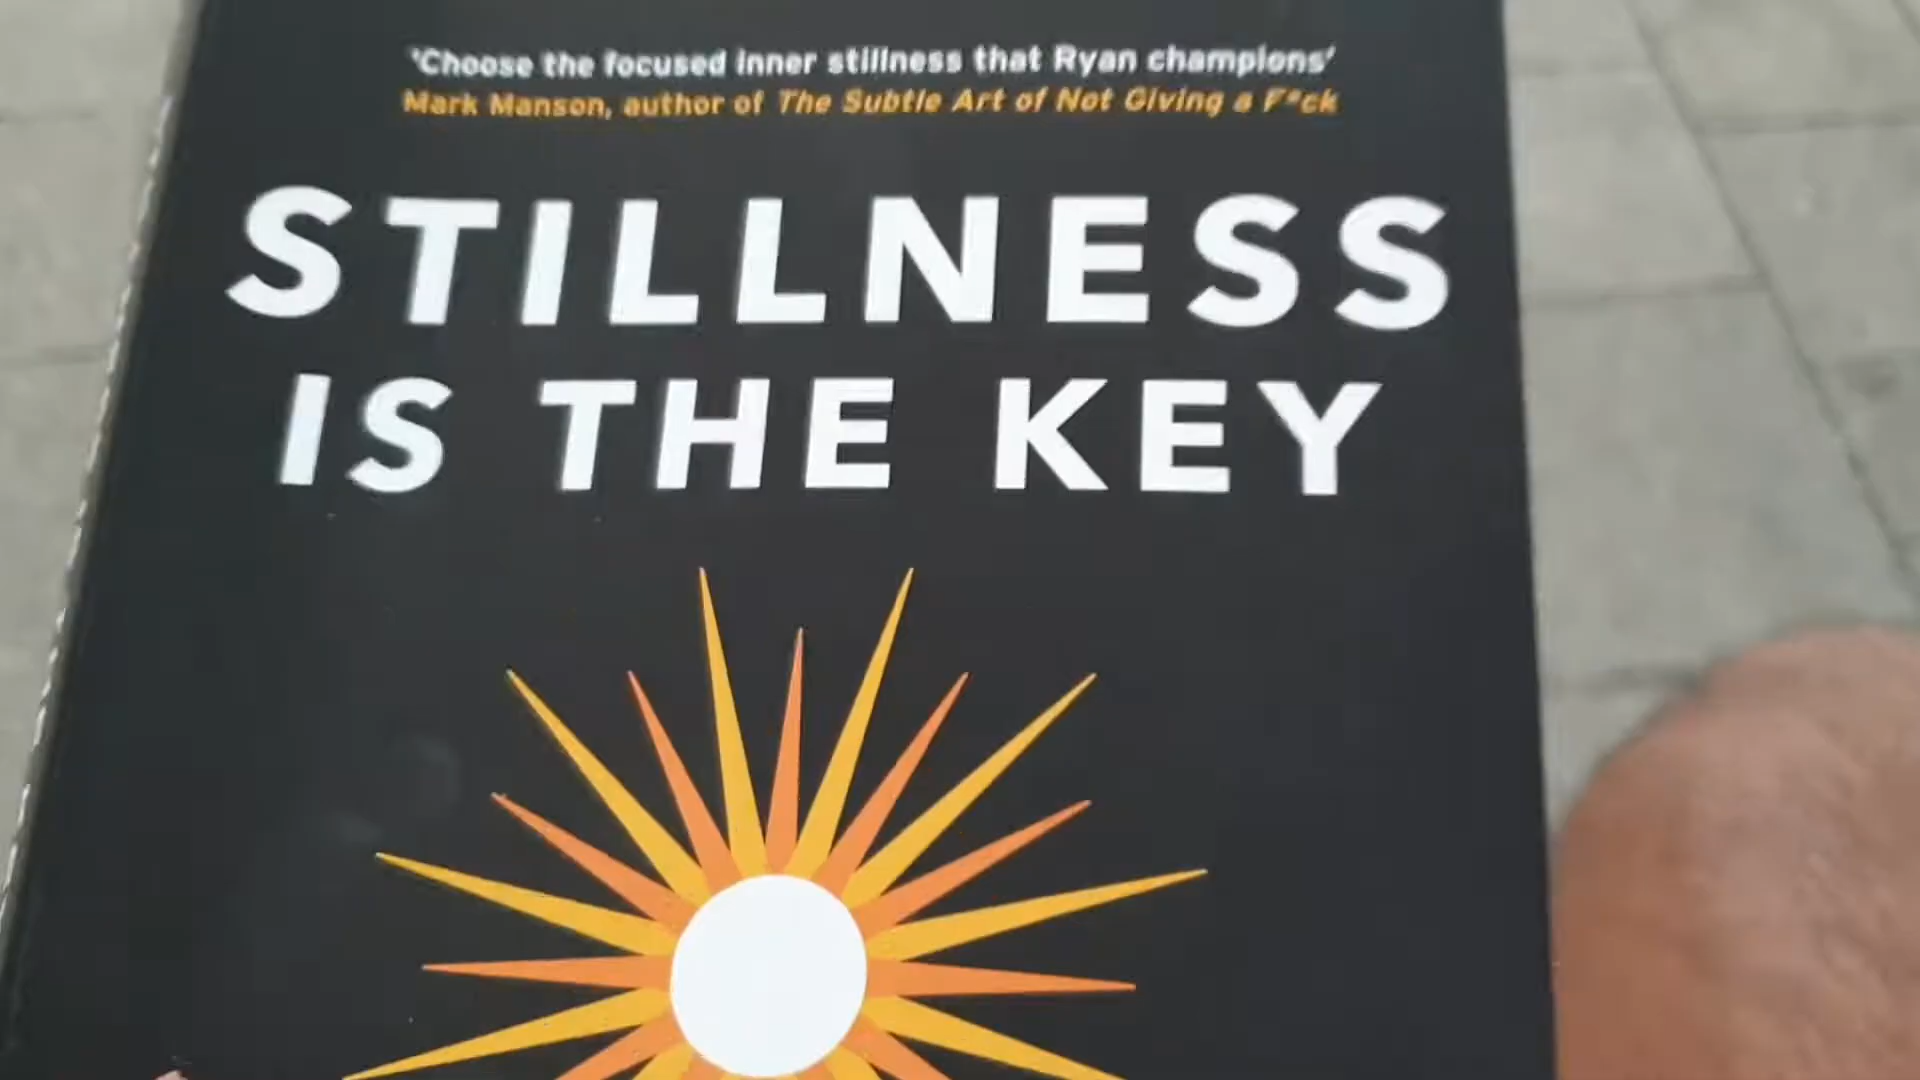 'Choose the focused inner stillness that Ryan champions'
Mark Manson, author of The Subtle Art of Not Giving a F*ck
STILLNESS
IS THE KEY